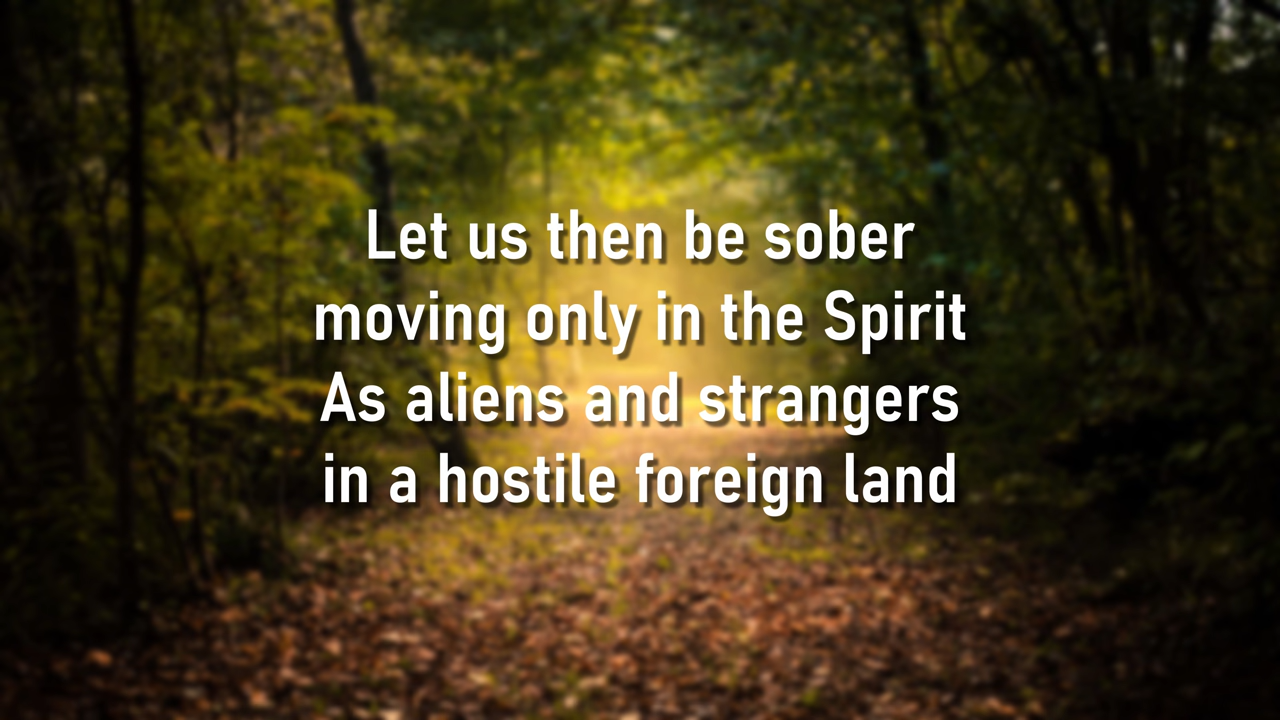 Let us then be sober
moving only in the Spirit
As aliens and strangers
in a hostile foreign land